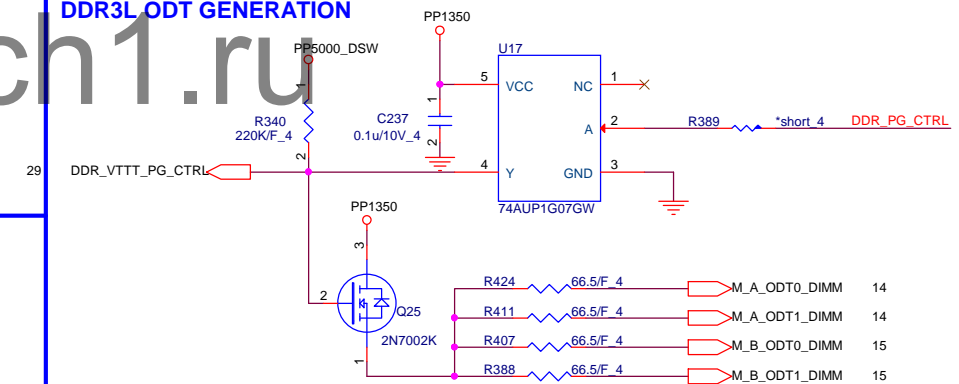 DDR3L ODT GENERATION
ch1.ru
PP1350
PP5000_DSW
U17
1
5 VCC NC 1
R340
220K/F_4
C237
0.1u/10V_4
1
2
A 2 R389 *short_4 DDR_PG_CTRL
2
29 DDR_VTTT_PG_CTRL 4 Y GND 3
74AUP1G07GW
PP1350
3
2
Q25
2N7002K
1
R424 66.5/F_4 M_A_ODT0_DIMM 14
R411 66.5/F_4 M_A_ODT1_DIMM 14
R407 66.5/F_4 M_B_ODT0_DIMM 15
R388 66.5/F_4 M_B_ODT1_DIMM 15